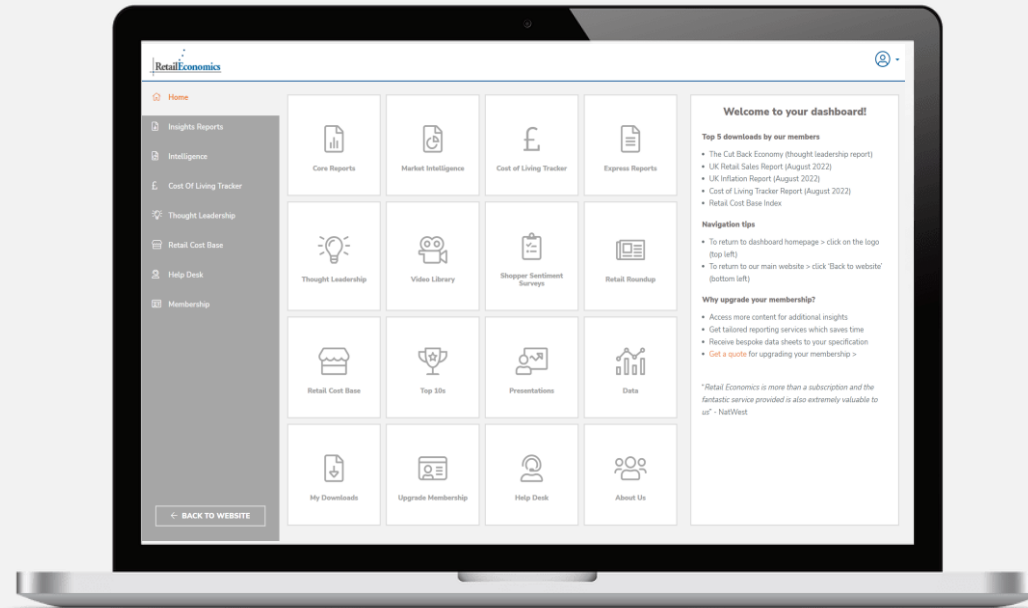 RetailEconomics
Home
Insights Reports
Intelligence
£ Cost Of Living Tracker
Thought Leadership
Retail Cost Base
Help Desk
Membership
← BACK TO WEBSITE
Core Reports
Market Intelligence
£
Cost of Living Tracker
Express Reports
Thought Leadership
Video Library
Shopper Sentiment
Surveys
Retail Roundup
Retail Cost Base
Top 10s
Presentations
Data
My Downloads
Upgrade Membership
Help Desk
About Us
Welcome to your dashboard!
Top 5 downloads by our members
• The Cut Back Economy (thought leadership report)
• UK Retail Sales Report (August 2022)
• UK Inflation Report (August 2022)
• Cost of Living Tracker Report (August 2022)
• Retail Cost Base Index
Navigation tips
• To return to dashboard homepage > click on the logo
(top left)
• To return to our main website > click 'Back to website'
(bottom left)
Why upgrade your membership?
• Access more content for additional insights
• Get tailored reporting services which saves time
• Receive bespoke data sheets to your specification
• Get a quote for upgrading your membership >
"Retail Economics is more than a subscription and the
fantastic service provided is also extremely valuable to
us" - NatWest